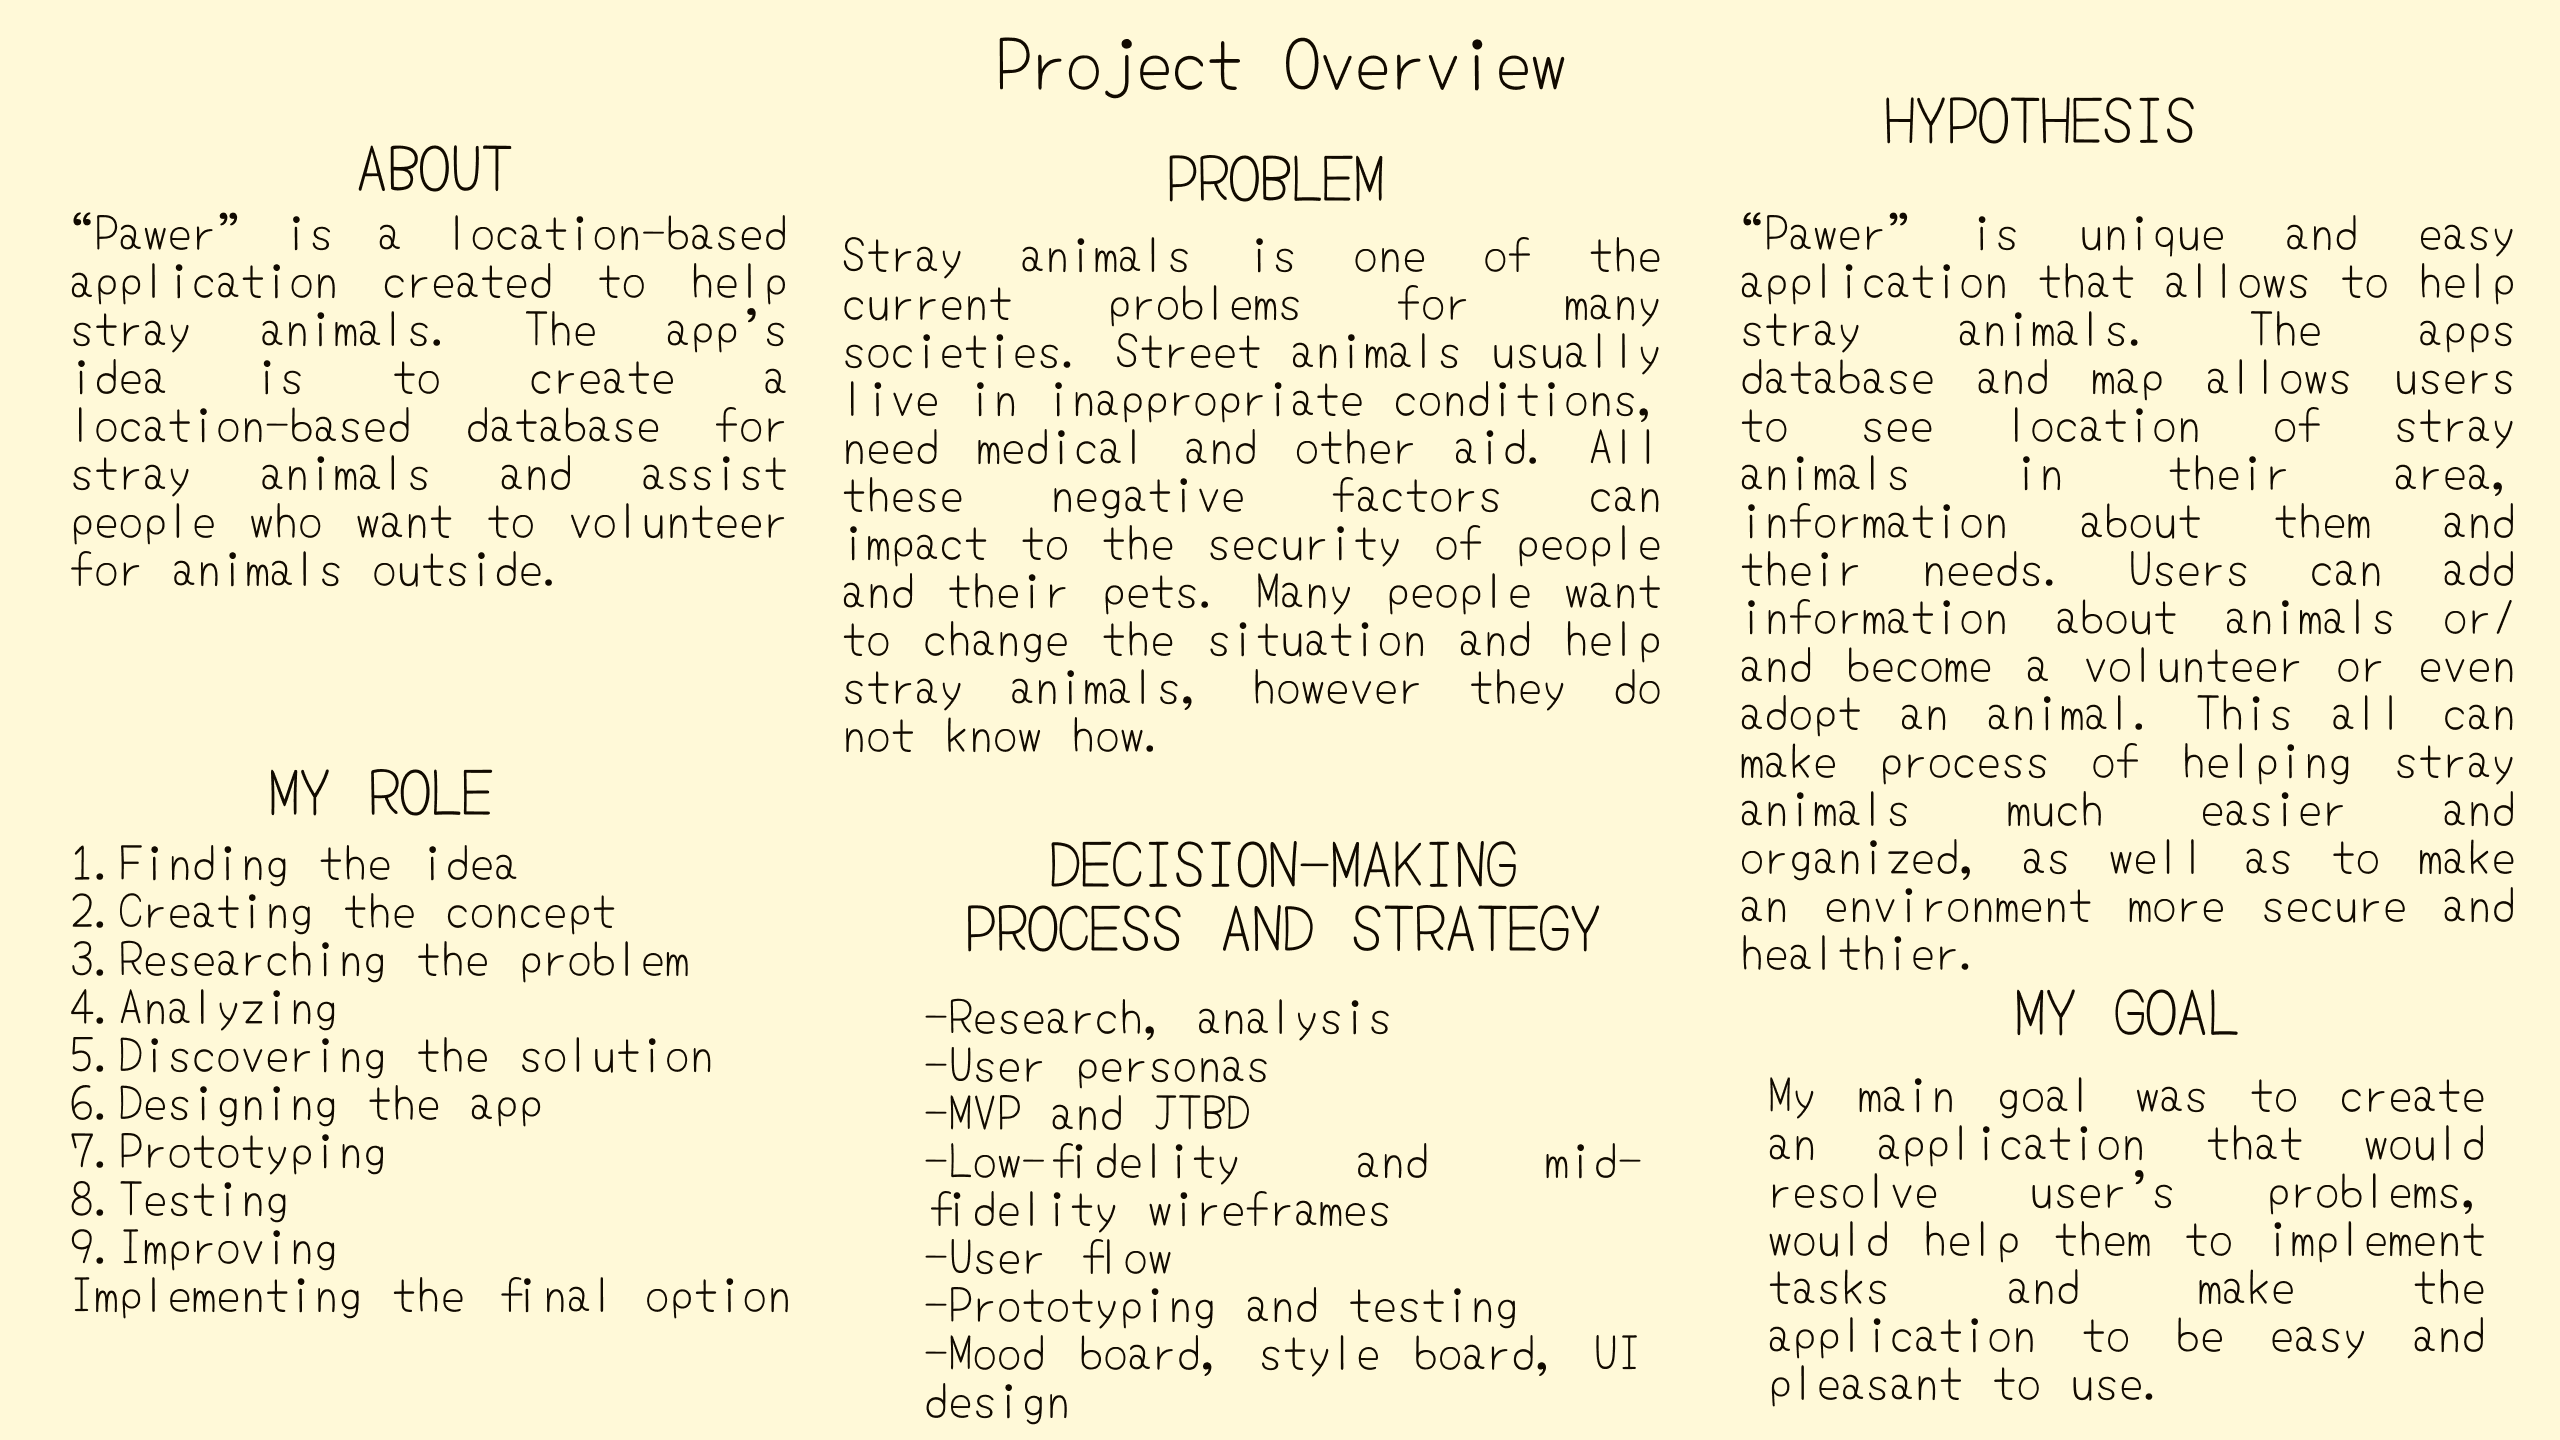 Project Overview
ABOUT
“Pawer” is a location-based
application created to help
stray animals. The app’s
idea is to create a
location-based database for
stray animals and assist
people who want to volunteer
for animals outside.
MY ROLE
1. Finding the idea
2. Creating the concept
3. Researching the problem
4. Analyzing
5. Discovering the solution
6. Designing the app
7. Prototyping
8. Testing
9. Improving
Implementing the final option
PROBLEM
Stray animals is one of the
current problems for many
societies. Street animals usually
live in inappropriate conditions,
need medical and other aid. All
these negative factors can
impact to the security of people
and their pets. Many people want
to change the situation and help
stray animals, however they do
not know how.
DECISION-MAKING
PROCESS AND STRATEGY
-Research, analysis
-User personas
-MVP and JTBD
-Low-fidelity and mid-
fidelity wireframes
-User flow
-Prototyping and testing
-Mood board, style board, UI
design
HYPOTHESIS
“Pawer” is unique and easy
application that allows to help
stray animals. The apps
database and map allows users
to see location of stray
animals in their area,
information about them and
their needs. Users can add
information about animals or/
and become a volunteer or even
adopt an animal. This all can
make process of helping stray
animals much easier and
organized, as well as to make
an environment more secure and
healthier.
MY GOAL
My main goal was to create
an application that would
resolve user’s problems,
would help them to implement
tasks and make the
application to be easy and
pleasant to use.